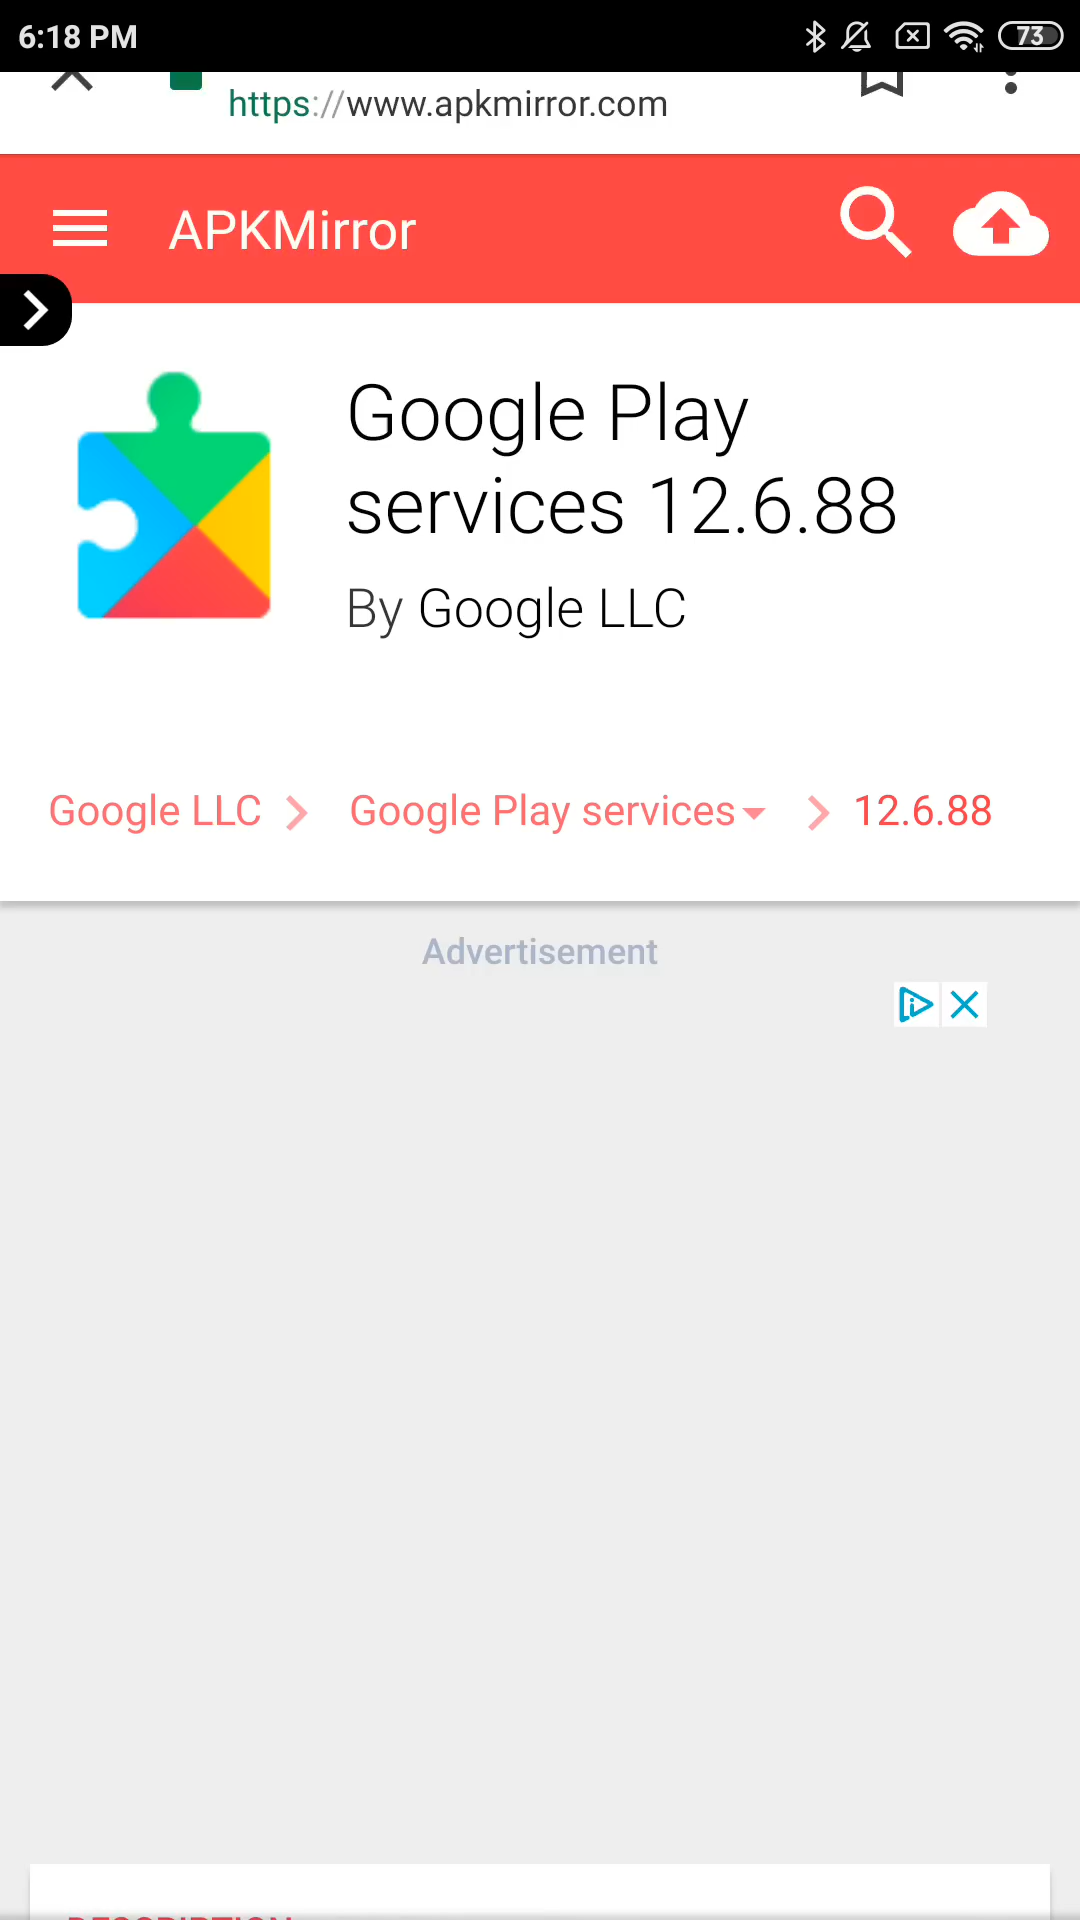 6:18 PM
73
https://www.apkmirror.com
APKMirror
Google Play
services 12.6.88
By Google LLC
Google LLC
Google Play services
12.6.88
Advertisement
DESCRIPTION